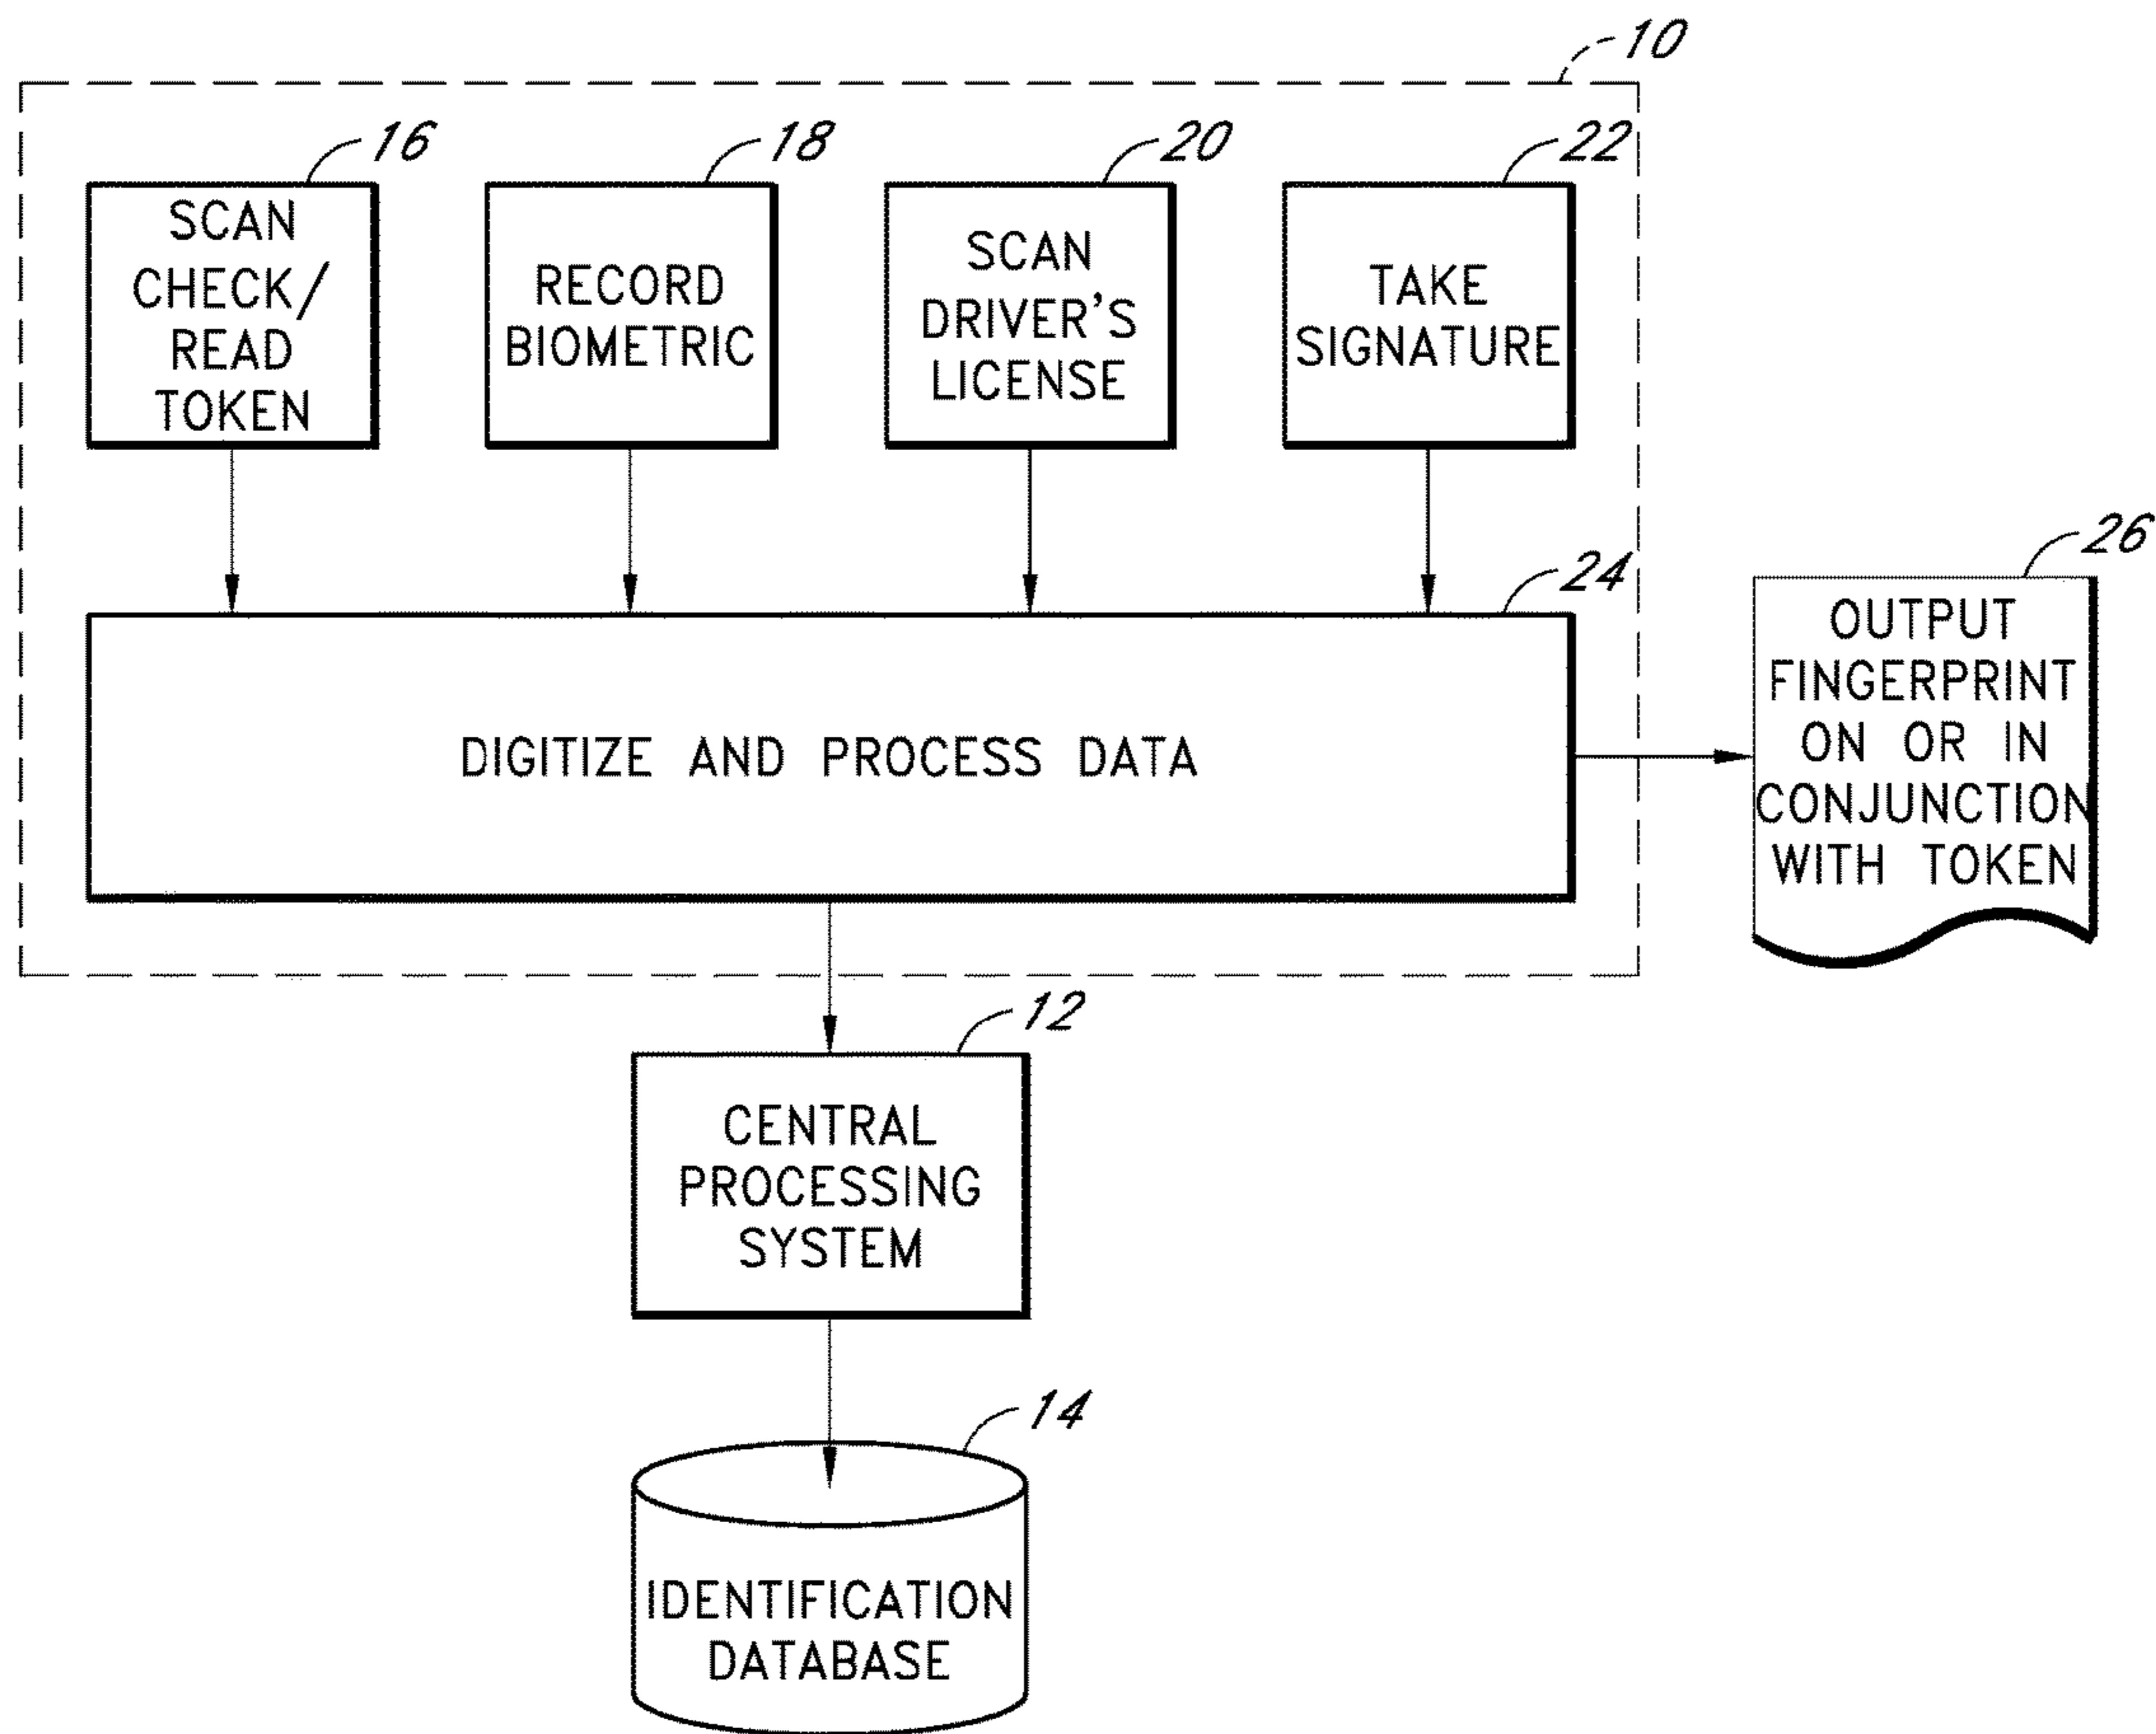 10
16
18
20
22
SCAN
CHECK/
READ
TOKEN
RECORD
BIOMETRIC
SCAN
DRIVER'S
LICENSE
TAKE
SIGNATURE
24
DIGITIZE AND PROCESS DATA
26
OUTPUT
FINGERPRINT
ON OR IN
CONJUNCTION
WITH TOKEN
12
CENTRAL
PROCESSING
SYSTEM
14
IDENTIFICATION
DATABASE